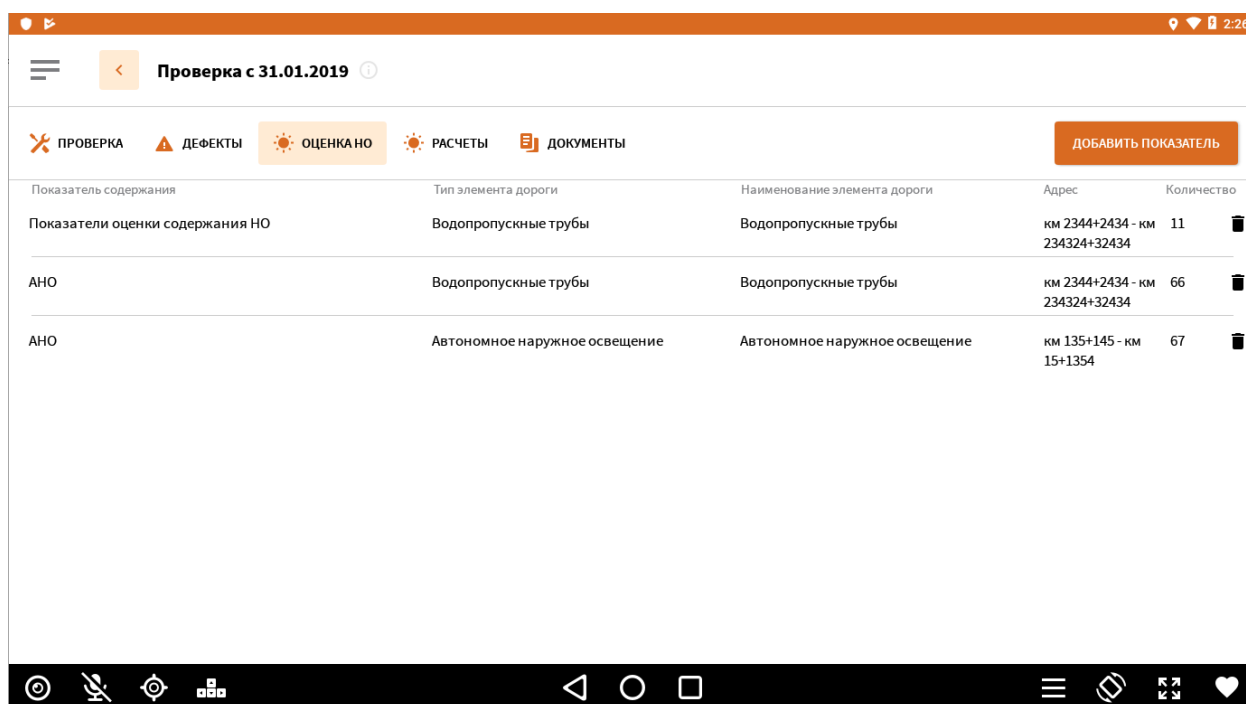 2:26
Проверка с 31.01.2019
ПРОВЕРКА ДЕФЕКТЫ ОЦЕНКА НО РАСЧЕТЫ ДОКУМЕНТЫ ДОБАВИТЬ ПОКАЗАТЕЛЬ
Показатель содержания Тип элемента дороги Наименование элемента дороги Адрес Количество
Показатели оценки содержания НО Водопропускные трубы Водопропускные трубы км 2344+2434 - км 11
234324+32434
АНО Водопропускные трубы Водопропускные трубы км 2344+2434 - км 66
234324+32434
АНО Автономное наружное освещение Автономное наружное освещение км 135+145 - км 67
15+1354